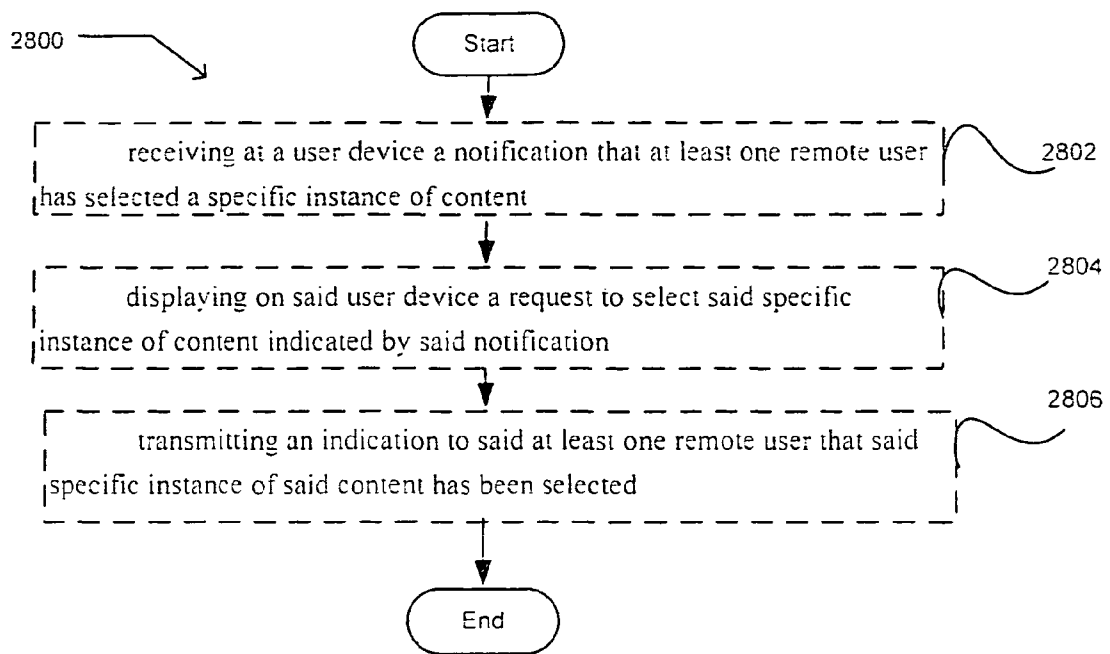 2800
Start
receiving at a user device a notification that at least one remote user
has selected a specific instance of content
2802
displaying on said user device a request to select said specific
instance of content indicated by said notification
2804
transmitting an indication to said at least one remote user that said
specific instance of said content has been selected
2806
End